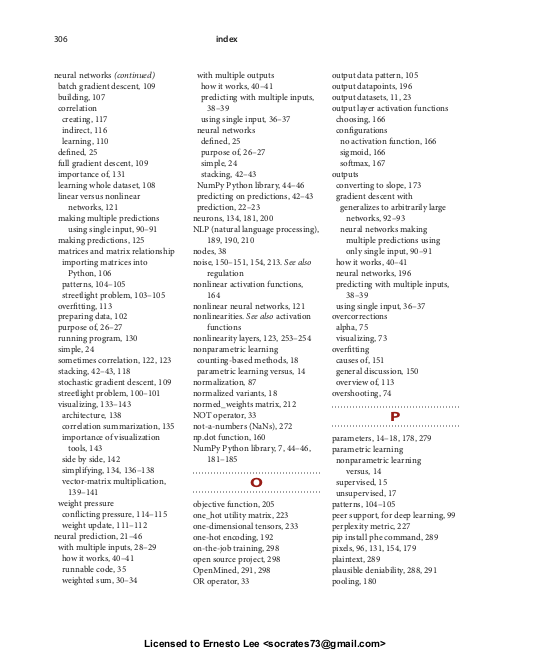 306
index
neural networks (continued)
batch gradient descent, 109
building, 107
correlation
creating, 117
indirect, 116
learning, 110
defined, 25
full gradient descent, 109
importance of, 131
learning whole dataset, 108
linear versus nonlinear
networks, 121
making multiple predictions
using single input, 90–91
making predictions, 125
matrices and matrix relationship
importing matrices into
Python, 106
patterns, 104–105
streetlight problem, 103–105
overfitting, 113
preparing data, 102
purpose of, 26–27
running program, 130
simple, 24
sometimes correlation, 122, 123
stacking, 42–43, 118
stochastic gradient descent, 109
streetlight problem, 100–101
visualizing, 133–143
architecture, 138
correlation summarization, 135
importance of visualization
tools, 143
side by side, 142
simplifying, 134, 136–138
vector-matrix multiplication,
139–141
weight pressure
conflicting pressure, 114–115
weight update, 111–112
neural prediction, 21–46
with multiple inputs, 28–29
how it works, 40–41
runnable code, 35
weighted sum, 30–34
with multiple outputs
how it works, 40–41
predicting with multiple inputs,
38–39
using single input, 36–37
neural networks
defined, 25
purpose of, 26–27
simple, 24
stacking, 42–43
NumPy Python library, 44–46
predicting on predictions, 42–43
prediction, 22–23
neurons, 134, 181, 200
NLP (natural language processing),
189, 190, 210
nodes, 38
noise, 150–151, 154, 213. See also
regulation
nonlinear activation functions,
164
nonlinear neural networks, 121
nonlinearities. See also activation
functions
nonlinearity layers, 123, 253–254
nonparametric learning
counting-based methods, 18
parametric learning versus, 14
normalization, 87
normalized variants, 18
normed_weights matrix, 212
NOT operator, 33
not-a-numbers (NaNs), 272
np.dot function, 160
NumPy Python library, 7, 44–46,
181–185
O
objective function, 205
one_hot utility matrix, 223
one-dimensional tensors, 233
one-hot encoding, 192
on-the-job training, 298
open source project, 298
OpenMined, 291, 298
OR operator, 33
output data pattern, 105
output datapoints, 196
output datasets, 11, 23
output layer activation functions
choosing, 166
configurations
no activation function, 166
sigmoid, 166
softmax, 167
outputs
converting to slope, 173
gradient descent with
generalizes to arbitrarily large
networks, 92–93
neural networks making
multiple predictions using
only single input, 90–91
how it works, 40–41
neural networks, 196
predicting with multiple inputs,
38–39
using single input, 36–37
overcorrections
alpha, 75
visualizing, 73
overfitting
causes of, 151
general discussion, 150
overview of, 113
overshooting, 74
P
parameters, 14–18, 178, 279
parametric learning
nonparametric learning
versus, 14
supervised, 15
unsupervised, 17
patterns, 104–105
peer support, for deep learning, 99
perplexity metric, 227
pip install phe command, 289
pixels, 96, 131, 154, 179
plaintext, 289
plausible deniability, 288, 291
pooling, 180
Licensed to Ernesto Lee <socrates73@gmail.com>